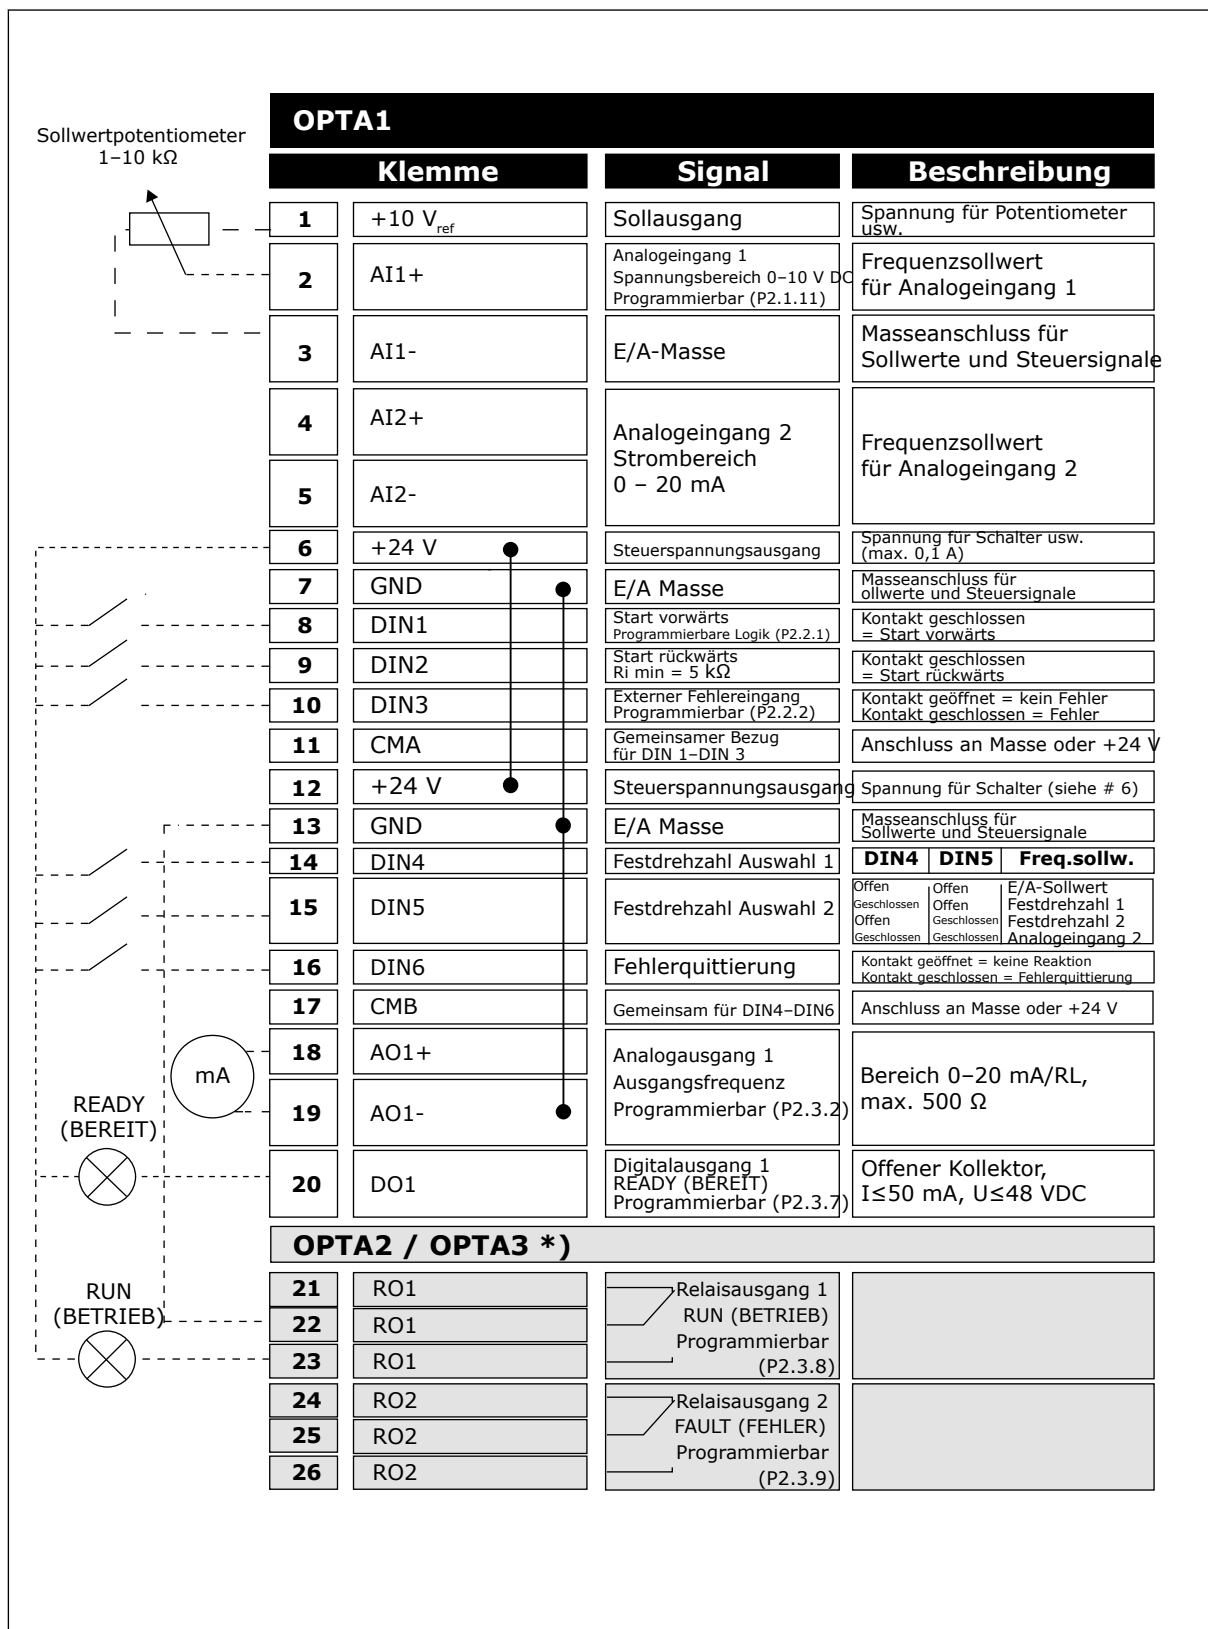 OPTA1
Sollwertpotentiometer
1–10 kΩ
Klemme Signal Beschreibung
1 +10 Vref Sollausgang Spannung für Potentiometer
usw.
2 AI1+ Analogeingang 1
Spannungsbereich 0–10 V DC
Programmierbar (P2.1.11)
Frequenzsollwert
für Analogeingang 1
3 AI1- E/A-Masse Masseanschluss für
Sollwerte und Steuersignale
4 AI2+
Analogeingang 2
Strombereich
0 – 20 mA
Frequenzsollwert
für Analogeingang 2
5 AI2-
6 +24 V Steuerspannungsausgang Spannung für Schalter usw.
(max. 0,1 A)
7 GND E/A Masse Masseanschluss für
ollwerte und Steuersignale
8 DIN1 Start vorwärts
Programmierbare Logik (P2.2.1)
Kontakt geschlossen
= Start vorwärts
9 DIN2 Start rückwärts
Ri min = 5 kΩ
Kontakt geschlossen
= Start rückwärts
10 DIN3 Externer Fehlereingang
Programmierbar (P2.2.2)
Kontakt geöffnet = kein Fehler
Kontakt geschlossen = Fehler
11 CMA Gemeinsamer Bezug
für DIN 1–DIN 3
Anschluss an Masse oder +24 V
12 +24 V Steuerspannungsausgang Spannung für Schalter (siehe # 6)
13 GND E/A Masse Masseanschluss für
Sollwerte und Steuersignale
14 DIN4 Festdrehzahl Auswahl 1 DIN4 DIN5 Freq.sollw.
15 DIN5 Festdrehzahl Auswahl 2
Offen Offen E/A-Sollwert
Geschlossen Offen Festdrehzahl 1
Offen Geschlossen Festdrehzahl 2
Geschlossen Geschlossen Analogeingang 2
16 DIN6 Fehlerquittierung Kontakt geöffnet = keine Reaktion
Kontakt geschlossen = Fehlerquittierung
17 CMB Gemeinsam für DIN4–DIN6 Anschluss an Masse oder +24 V
mA
18 AO1+ Analogausgang 1
Ausgangsfrequenz
Programmierbar (P2.3.2)
Bereich 0–20 mA/RL,
max. 500 Ω
19 AO1-
READY
(BEREIT)
20 DO1 Digitalausgang 1
READY (BEREIT)
Programmierbar (P2.3.7)
Offener Kollektor,
I≤50 mA, U≤48 VDC
OPTA2 / OPTA3 *)
RUN
(BETRIEB)
21 RO1
22 RO1
23 RO1
Relaisausgang 1
RUN (BETRIEB)
Programmierbar
(P2.3.8)
24 RO2
25 RO2
26 RO2
Relaisausgang 2
FAULT (FEHLER)
Programmierbar
(P2.3.9)